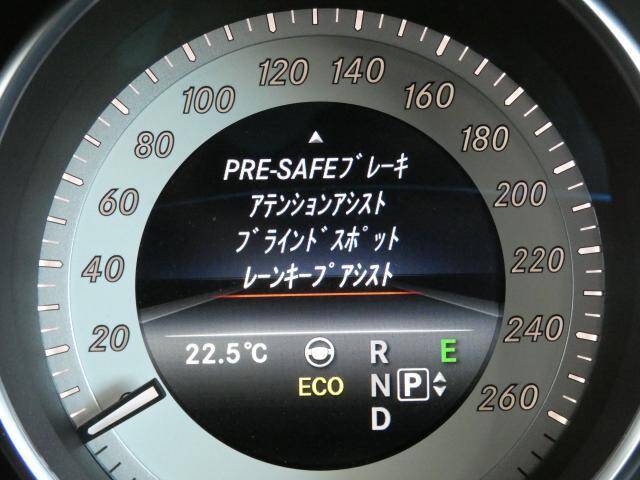 120 140
100 160
80 180
60 200
40 220
20 240
260
PRE-SAFEブレーキ
アテンションアシスト
ブラインドスポット
レーンキープアシスト
22.5℃ R E
ECO N P
D